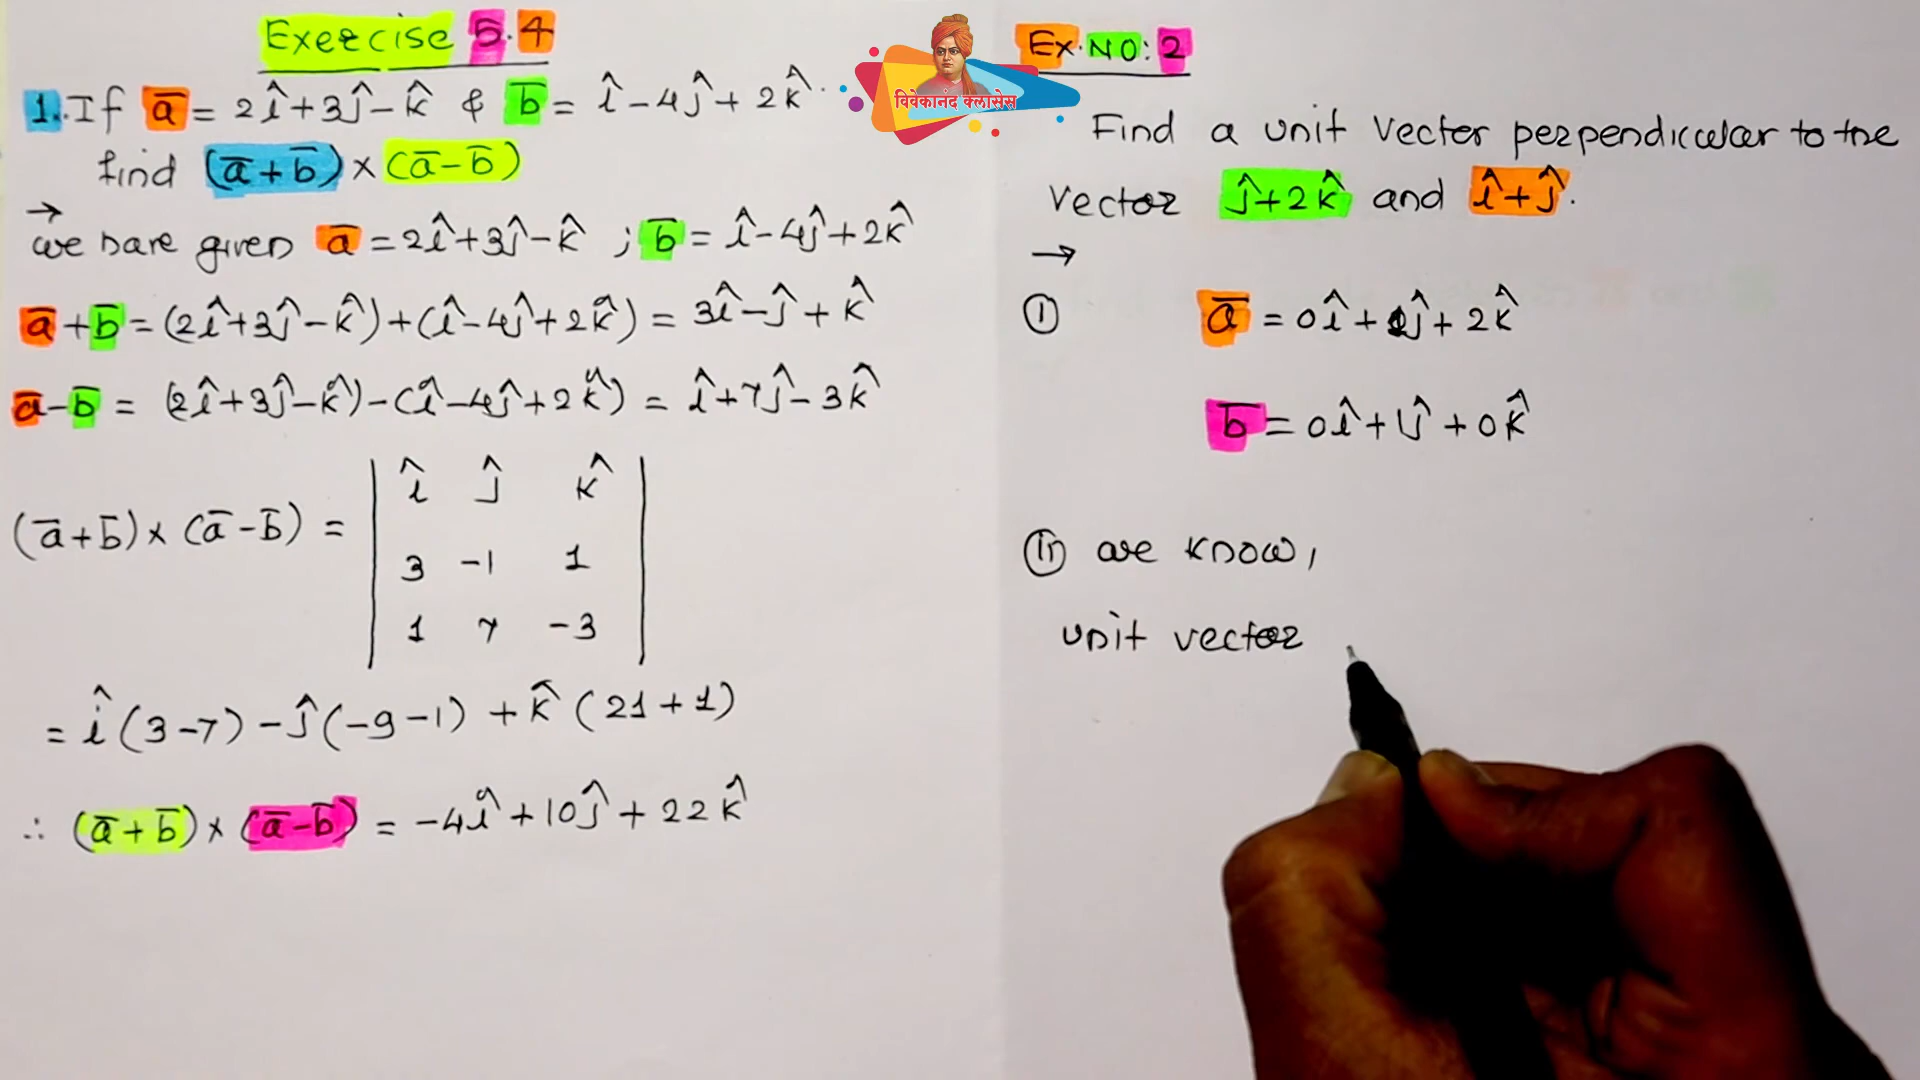 Exercise 5.4
1. If a̅ = 2î+3ĵ-k̂ & b̅ = î-4ĵ+2k̂.
find (a̅+b̅)×(a̅-b̅)
→
we have given a̅ = 2î+3ĵ-k̂ ; b̅ = î-4ĵ+2k̂
a̅+b̅ = (2î+3ĵ-k̂)+(î-4ĵ+2k̂) = 3î-ĵ+k̂
a̅-b̅ = (2î+3ĵ-k̂)-(î-4ĵ+2k̂) = î+7ĵ-3k̂
(a̅+b̅)×(a̅-b̅) =
î ĵ k̂
3 -1 1
1 7 -3
= î(3-7)-ĵ(-9-1)+k̂(21+1)
∴ (a̅+b̅)×(a̅-b̅) = -4î+10ĵ+22k̂
विवेकानंद क्लासेस
Ex. NO: 2
Find a unit vector perpendicular to the
vector ĵ+2k̂ and î+ĵ.
→
① a̅ = 0î+1ĵ+2k̂
b̅ = 0î+1ĵ+0k̂
ⓘⓘ we know,
unit vector